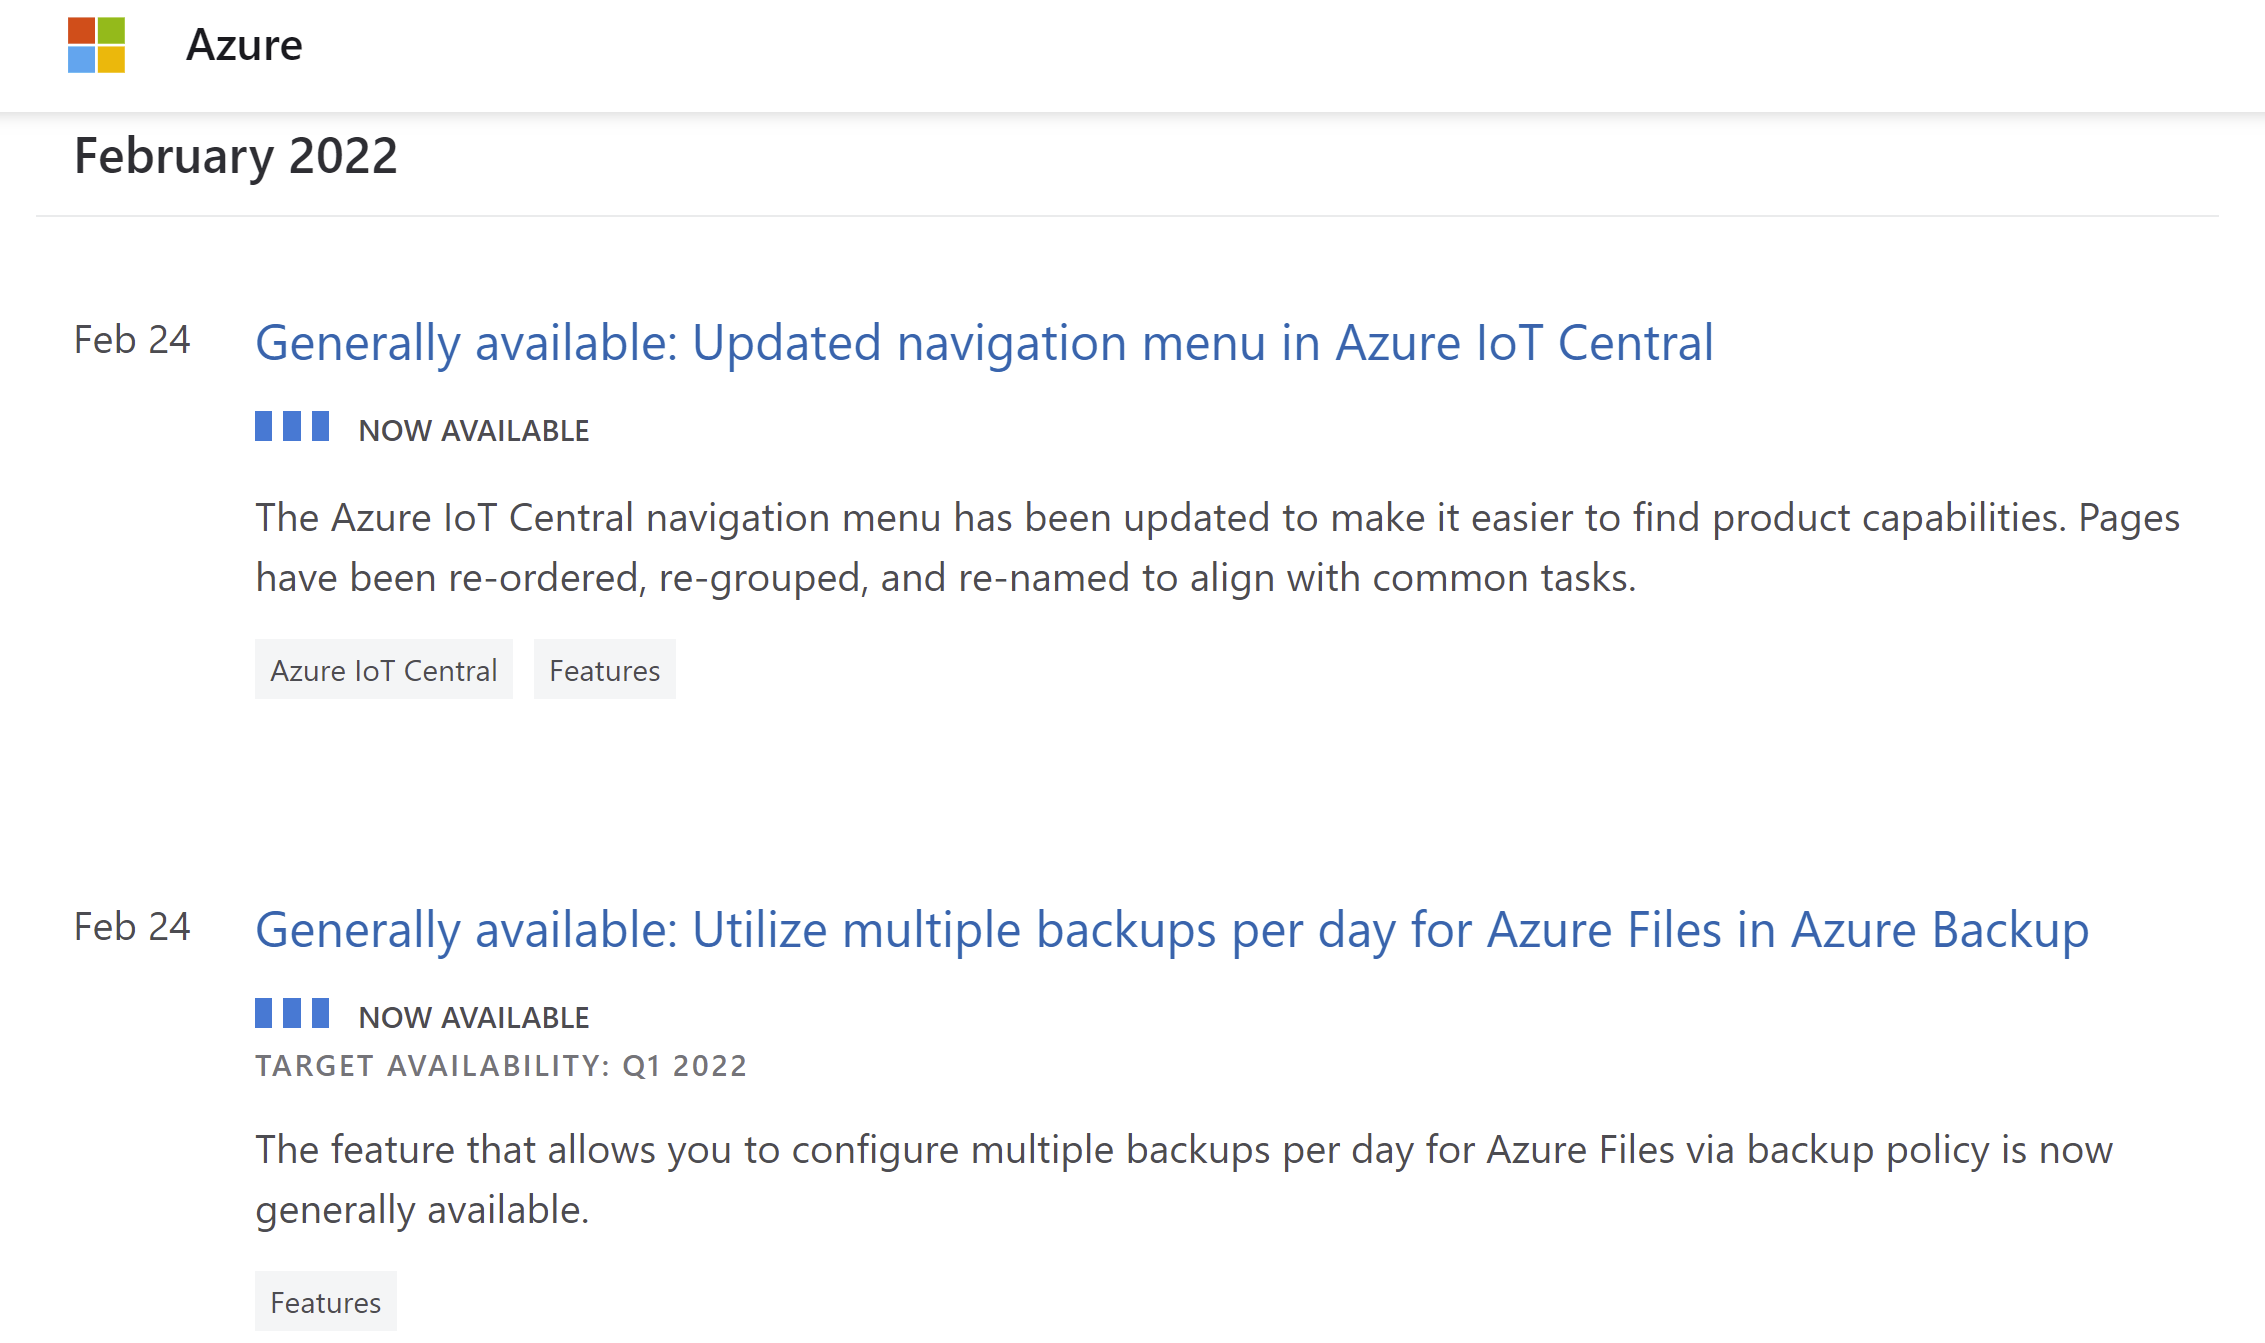 Azure
February 2022
Feb 24
Generally available: Updated navigation menu in Azure IoT Central
NOW AVAILABLE
The Azure IoT Central navigation menu has been updated to make it easier to find product capabilities. Pages
have been re-ordered, re-grouped, and re-named to align with common tasks.
Azure IoT Central
Features
Feb 24
Generally available: Utilize multiple backups per day for Azure Files in Azure Backup
NOW AVAILABLE
TARGET AVAILABILITY: Q1 2022
The feature that allows you to configure multiple backups per day for Azure Files via backup policy is now
generally available.
Features